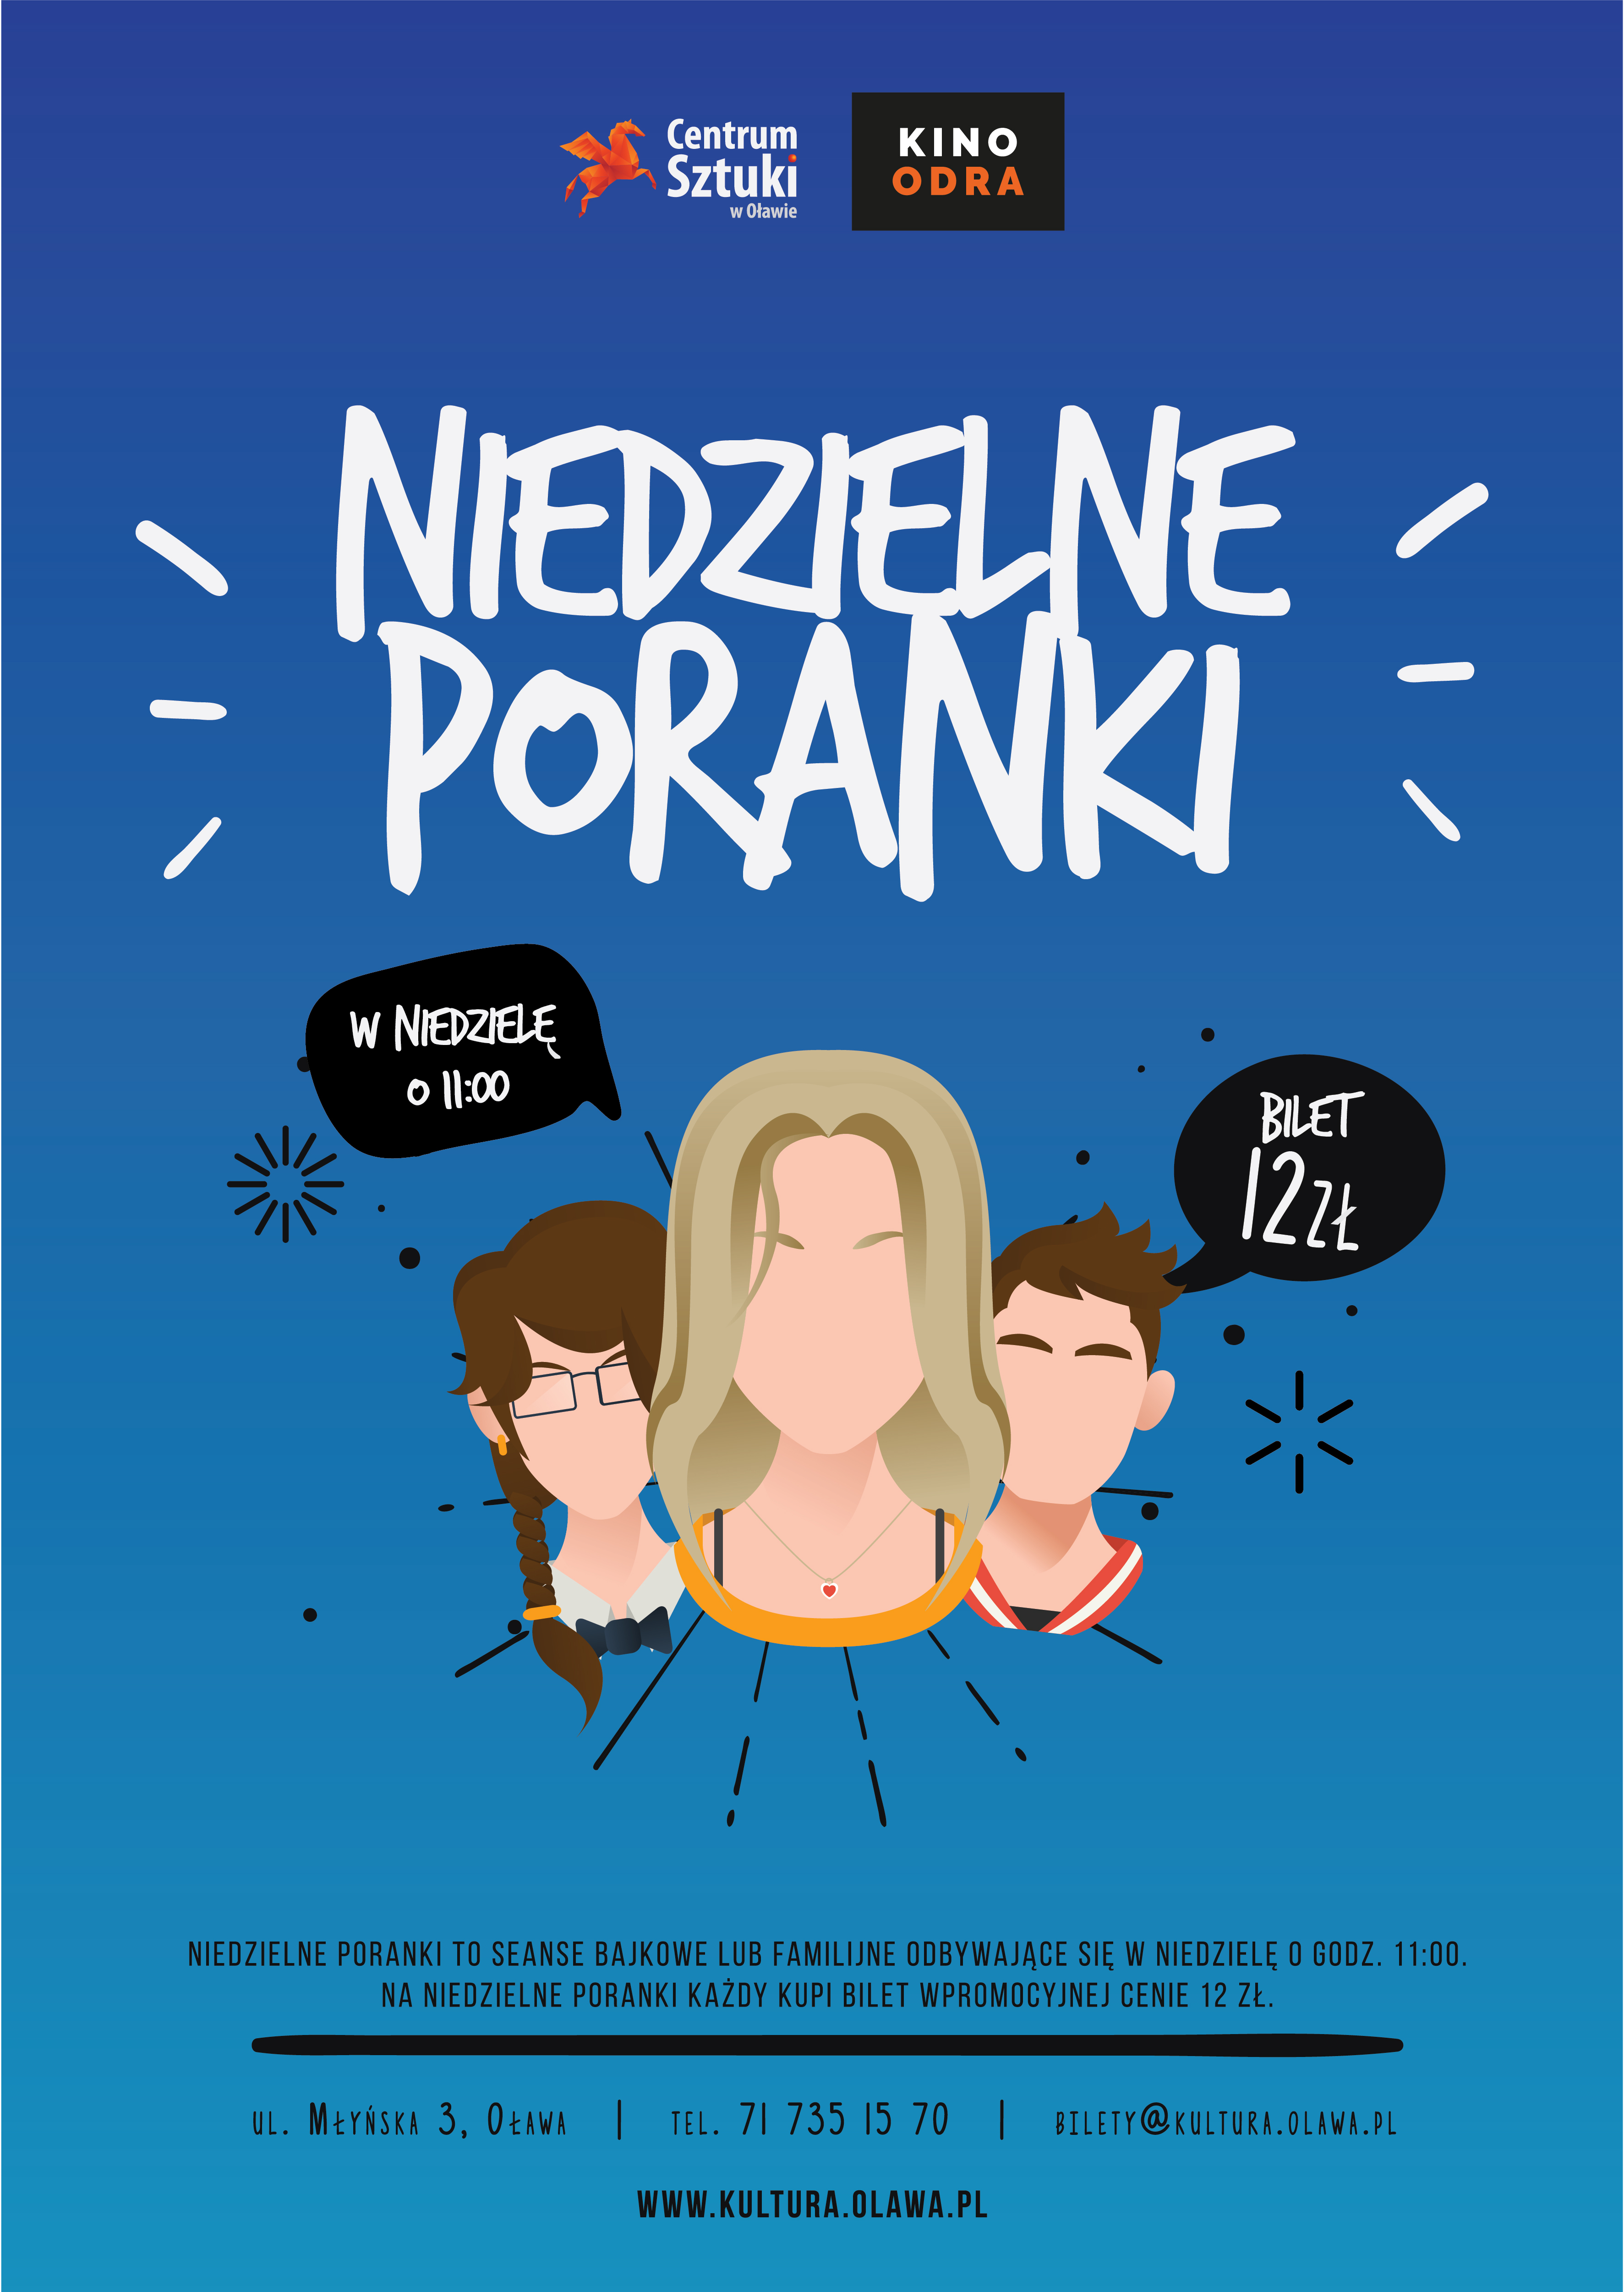 Centrum
Sztuki
w Oławie
KINO
ODRA
NIEDZIELNE
PORANKI
W NIEDZIELĘ
O 11:00
BILET
12 ZŁ
NIEDZIELNE PORANKI TO SEANSE BAJKOWE LUB FAMILIJNE ODBYWAJĄCE SIĘ W NIEDZIELĘ O GODZ. 11:00.
NA NIEDZIELNE PORANKI KAŻDY KUPI BILET WPROMOCYJNEJ CENIE 12 ZŁ.
UL. MŁYŃSKA 3, OŁAWA | TEL. 71 735 15 70 | BILETY@KULTURA.OLAWA.PL
WWW.KULTURA.OLAWA.PL